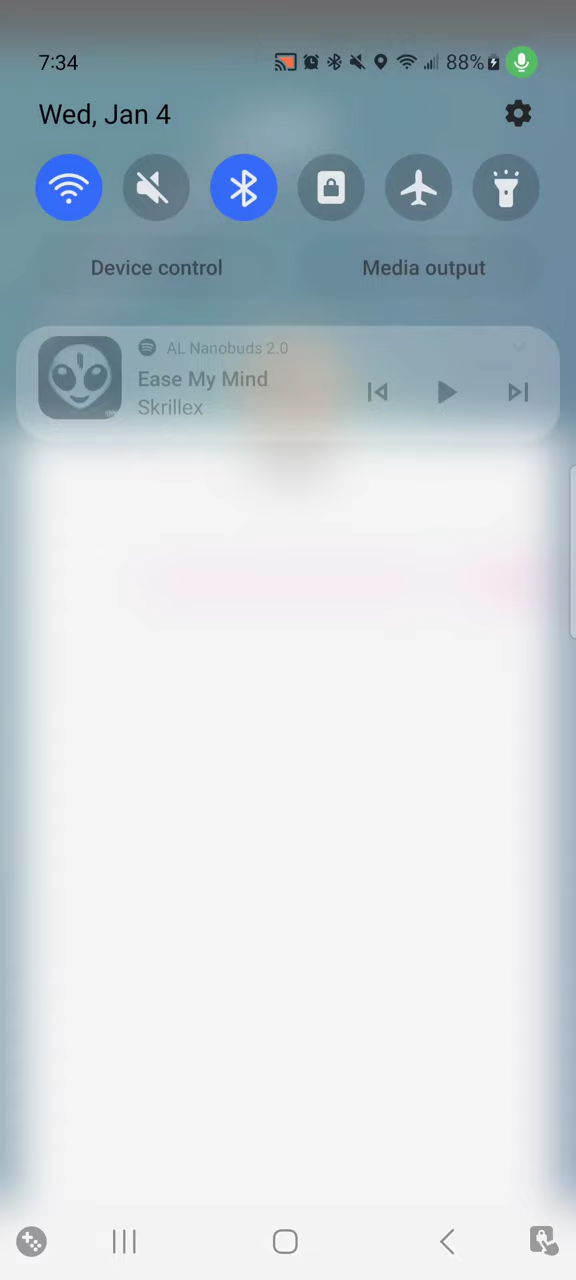 7:34 88%
Wed, Jan 4
Device control Media output
AL Nanobuds 2.0
Ease My Mind
Skrillex